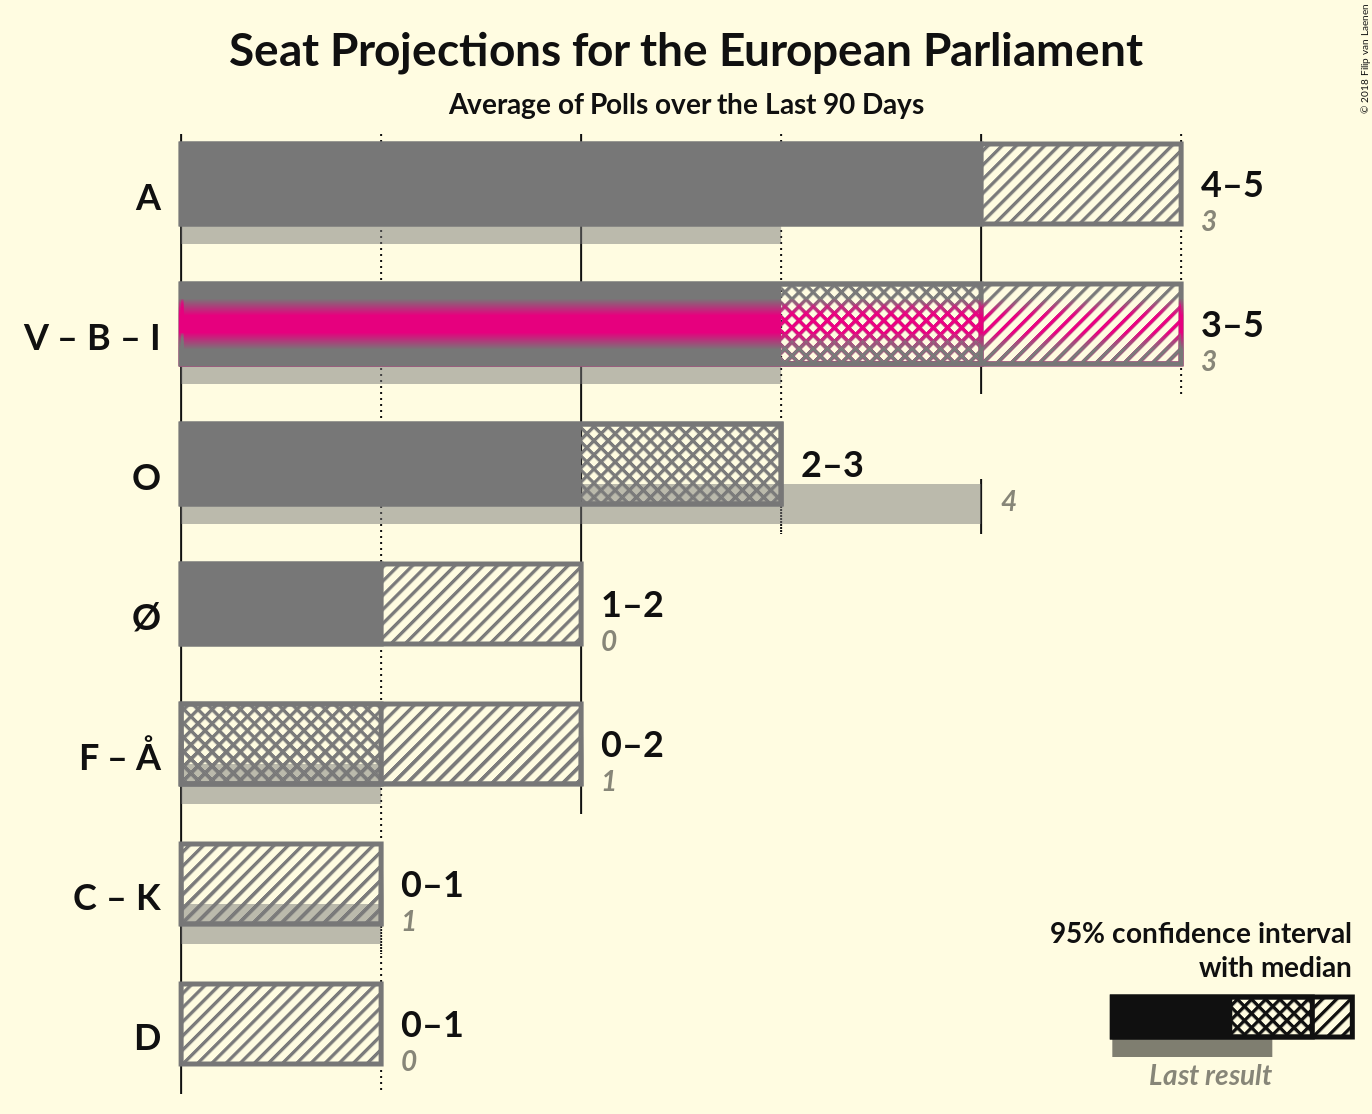 Seat Projections for the European Parliament
Average of Polls over the Last 90 Days
© 2018 Filip van Laenen
A
4–5
3
V – B – I
3–5
3
O
2–3
4
Ø
1–2
0
F – Å
0–2
1
C – K
0–1
1
D
0–1
0
95% confidence interval
with median
Last result